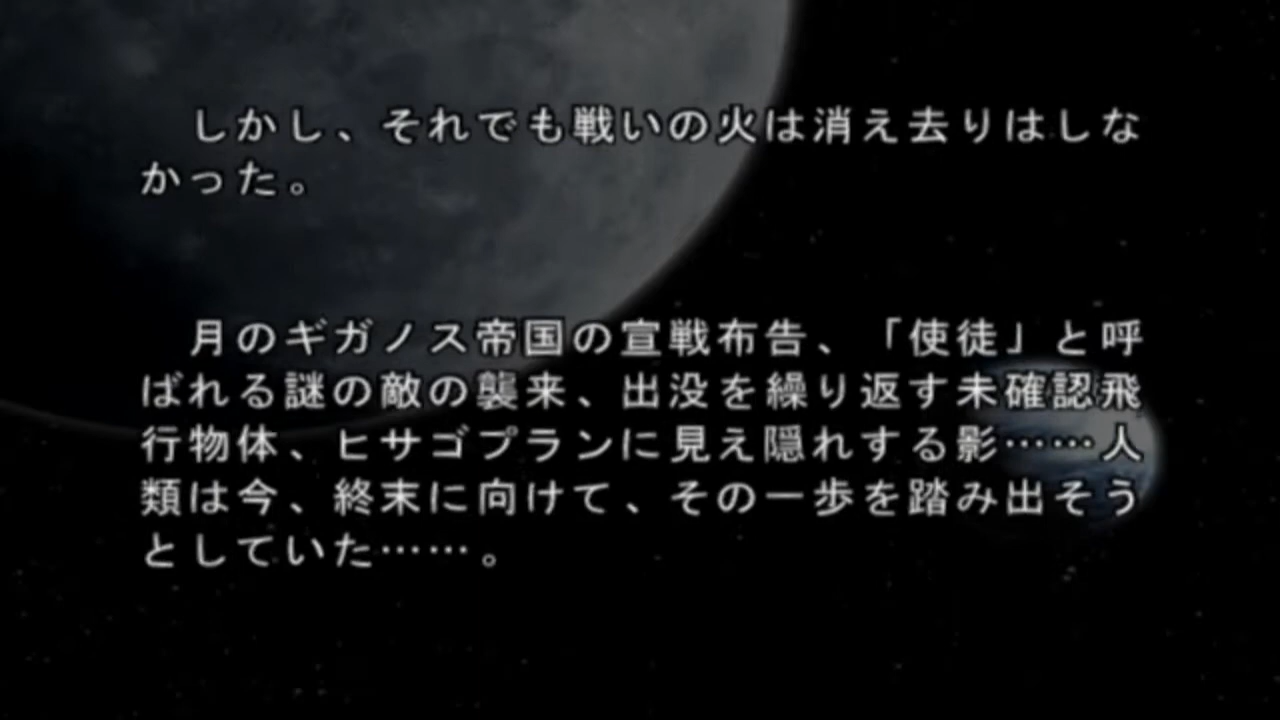 しかし、それでも戦いの火は消え去りはしな
かった。
月のギガノス帝国の宣戦布告、「使徒」と呼
ばれる謎の敵の襲来、出没を繰り返す未確認飛
行物体、ヒサゴプランに見え隠れする影……人
類は今、終末に向けて、その一歩を踏み出そう
としていた……。